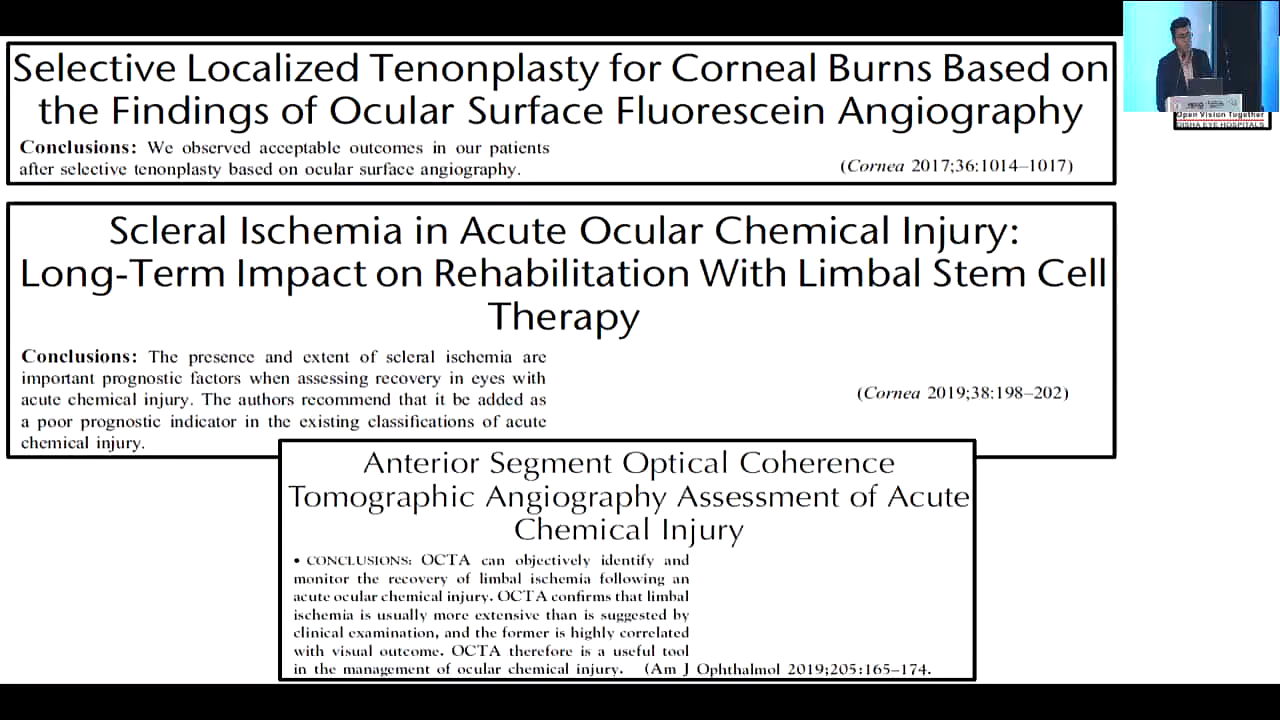 Selective Localized Tenonplasty for Corneal Burns Based on
the Findings of Ocular Surface Fluorescein Angiography
Conclusions: We observed acceptable outcomes in our patients
after selective tenonplasty based on ocular surface angiography.
(Cornea 2017;36:1014–1017)
Open Vision Together
DISHA EYE HOSPITALS
Scleral Ischemia in Acute Ocular Chemical Injury:
Long-Term Impact on Rehabilitation With Limbal Stem Cell
Therapy
Conclusions: The presence and extent of scleral ischemia are
important prognostic factors when assessing recovery in eyes with
acute chemical injury. The authors recommend that it be added as
a poor prognostic indicator in the existing classifications of acute
chemical injury.
(Cornea 2019;38:198–202)
Anterior Segment Optical Coherence
Tomographic Angiography Assessment of Acute
Chemical Injury
• CONCLUSIONS: OCTA can objectively identify and
monitor the recovery of limbal ischemia following an
acute ocular chemical injury. OCTA confirms that limbal
ischemia is usually more extensive than is suggested by
clinical examination, and the former is highly correlated
with visual outcome. OCTA therefore is a useful tool
in the management of ocular chemical injury. (Am J Ophthalmol 2019;205:165–174.